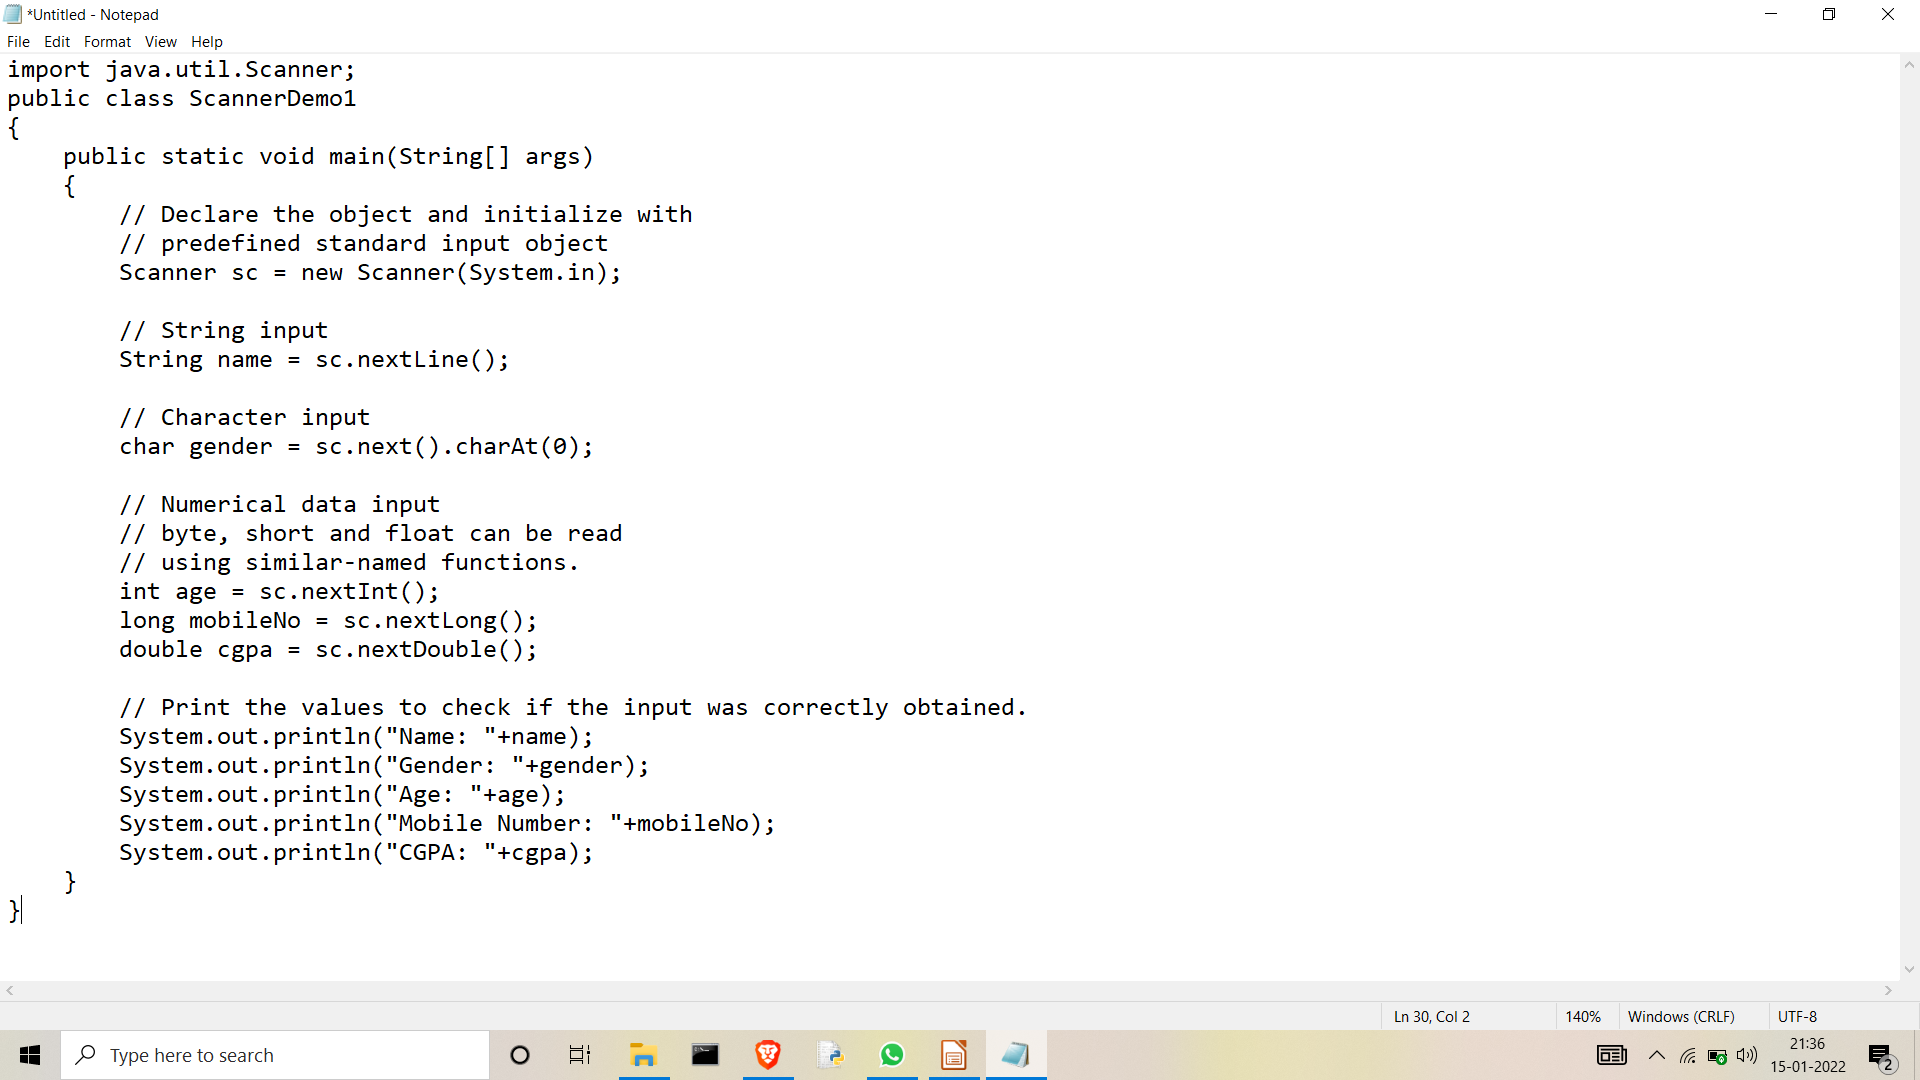 *Untitled - Notepad
File Edit Format View Help
import java.util.Scanner;
public class ScannerDemo1
{
    public static void main(String[] args)
    {
        // Declare the object and initialize with
        // predefined standard input object
        Scanner sc = new Scanner(System.in);

        // String input
        String name = sc.nextLine();

        // Character input
        char gender = sc.next().charAt(0);

        // Numerical data input
        // byte, short and float can be read
        // using similar-named functions.
        int age = sc.nextInt();
        long mobileNo = sc.nextLong();
        double cgpa = sc.nextDouble();

        // Print the values to check if the input was correctly obtained.
        System.out.println("Name: "+name);
        System.out.println("Gender: "+gender);
        System.out.println("Age: "+age);
        System.out.println("Mobile Number: "+mobileNo);
        System.out.println("CGPA: "+cgpa);
    }
}
Ln 30, Col 2 140% Windows (CRLF) UTF-8
Type here to search
21:36
15-01-2022
2